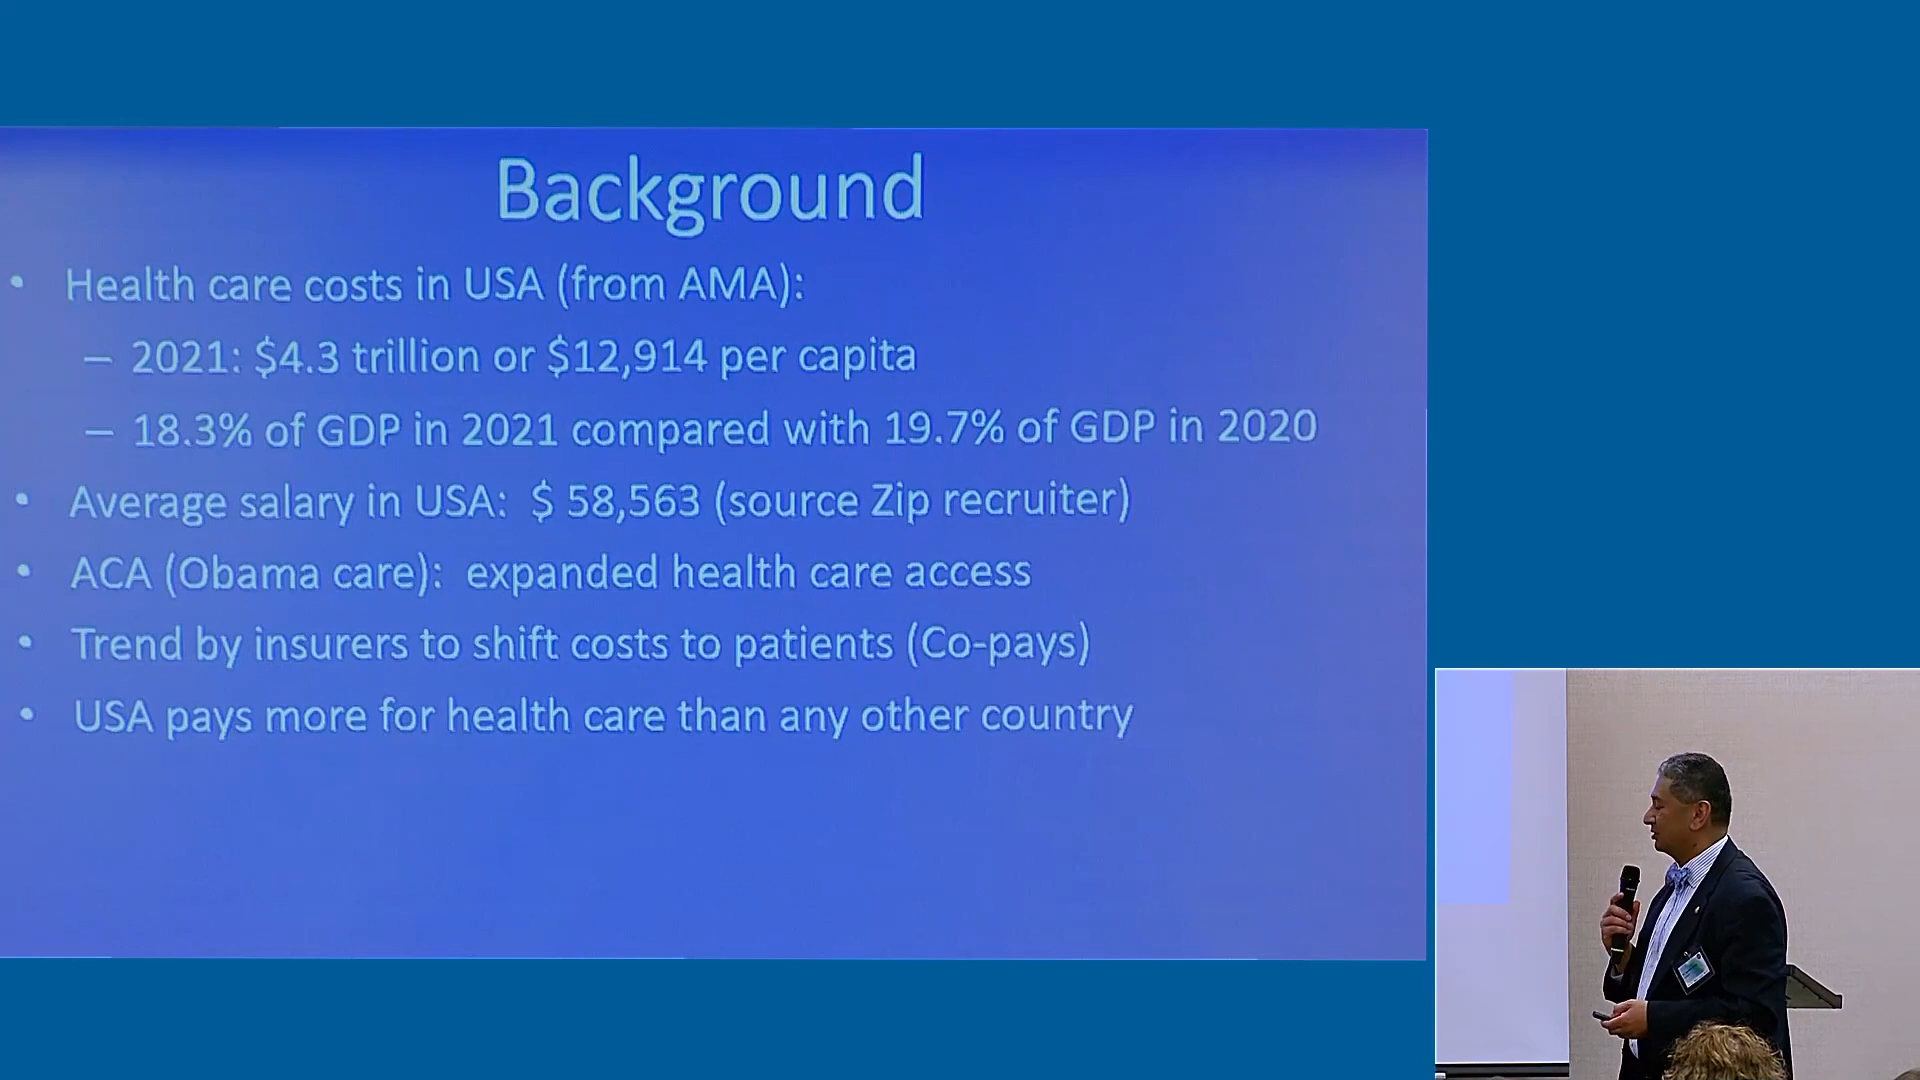 Background
• Health care costs in USA (from AMA):
– 2021: $4.3 trillion or $12,914 per capita
– 18.3% of GDP in 2021 compared with 19.7% of GDP in 2020
• Average salary in USA:  $ 58,563 (source Zip recruiter)
• ACA (Obama care):  expanded health care access
• Trend by insurers to shift costs to patients (Co-pays)
• USA pays more for health care than any other country